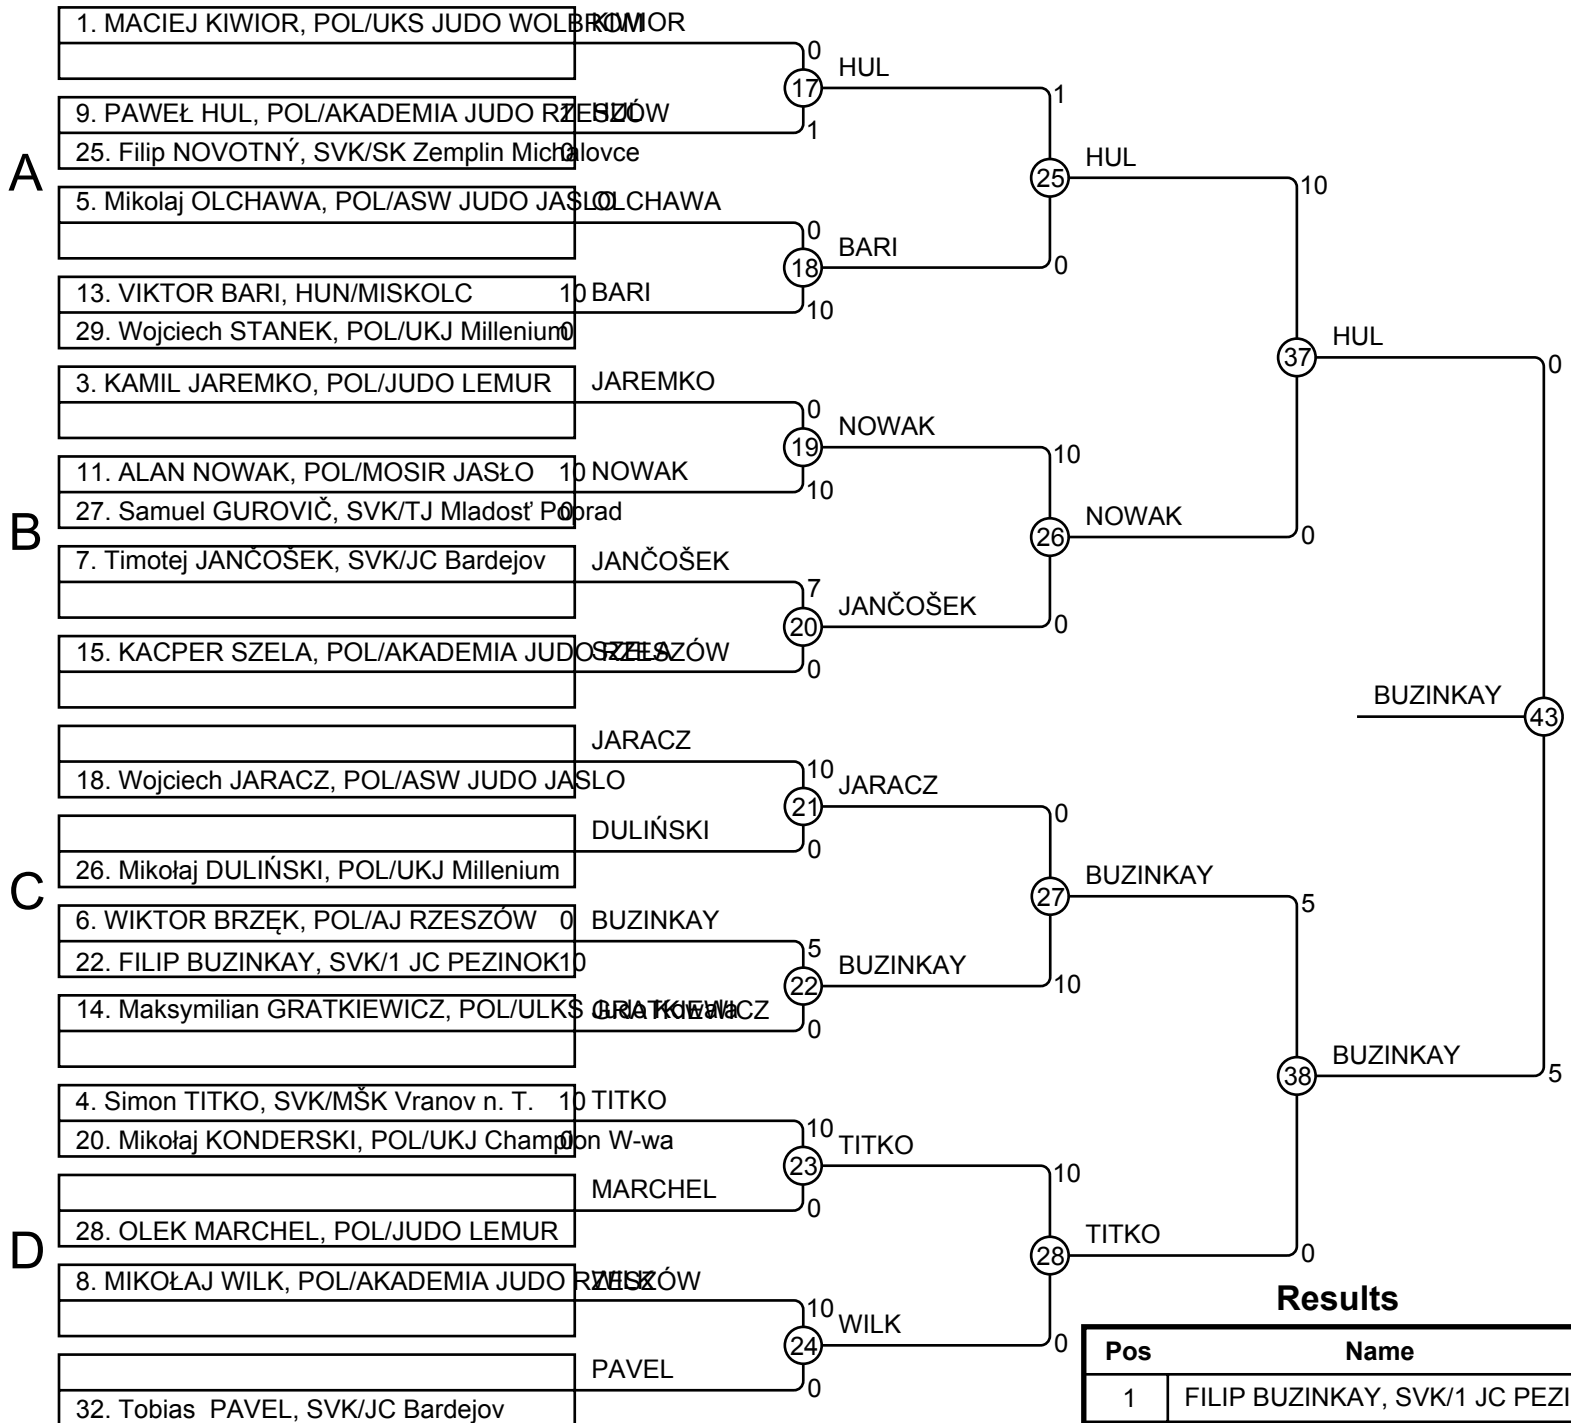 1. MACIEJ KIWIOR, POL/UKS JUDO WOLBROM KIWIOR
0
17 HUL
9. PAWEŁ HUL, POL/AKADEMIA JUDO RZESZÓW HUL
1
25. Filip NOVOTNÝ, SVK/SK Zemplin Michalovce 0
A
1
25 HUL
5. Mikolaj OLCHAWA, POL/ASW JUDO JASLO OLCHAWA
0
18 BARI
0
13. VIKTOR BARI, HUN/MISKOLC 10 BARI
10
29. Wojciech STANEK, POL/UKJ Millenium 0
10
37 HUL
0
3. KAMIL JAREMKO, POL/JUDO LEMUR JAREMKO
0
19 NOWAK
10
11. ALAN NOWAK, POL/MOSIR JASŁO 10 NOWAK
10
27. Samuel GUROVIČ, SVK/TJ Mladosť Poprad 0
B
26 NOWAK
0
7. Timotej JANČOŠEK, SVK/JC Bardejov JANČOŠEK
7
20 JANČOŠEK
0
15. KACPER SZELA, POL/AKADEMIA JUDO RZESZÓW SZELA
0
BUZINKAY 43
JARACZ
18. Wojciech JARACZ, POL/ASW JUDO JASLO
10
21 JARACZ
0
DULIŃSKI
0
26. Mikołaj DULIŃSKI, POL/UKJ Millenium
C
27 BUZINKAY
5
6. WIKTOR BRZĘK, POL/AJ RZESZÓW 0 BUZINKAY
5
22. FILIP BUZINKAY, SVK/1 JC PEZINOK 10
22 BUZINKAY
10
14. Maksymilian GRATKIEWICZ, POL/ULKS Judo Kowala GRATKIEWICZ
0
38 BUZINKAY
5
4. Simon TITKO, SVK/MŠK Vranov n. T. 10 TITKO
10
20. Mikołaj KONDERSKI, POL/UKJ Champion W-wa 0
23 TITKO
10
MARCHEL
0
28. OLEK MARCHEL, POL/JUDO LEMUR
D
28 TITKO
0
8. MIKOŁAJ WILK, POL/AKADEMIA JUDO RZESZÓW WILK
10
24 WILK
0
PAVEL
0
32. Tobias PAVEL, SVK/JC Bardejov
Results
Pos Name
1 FILIP BUZINKAY, SVK/1 JC PEZI